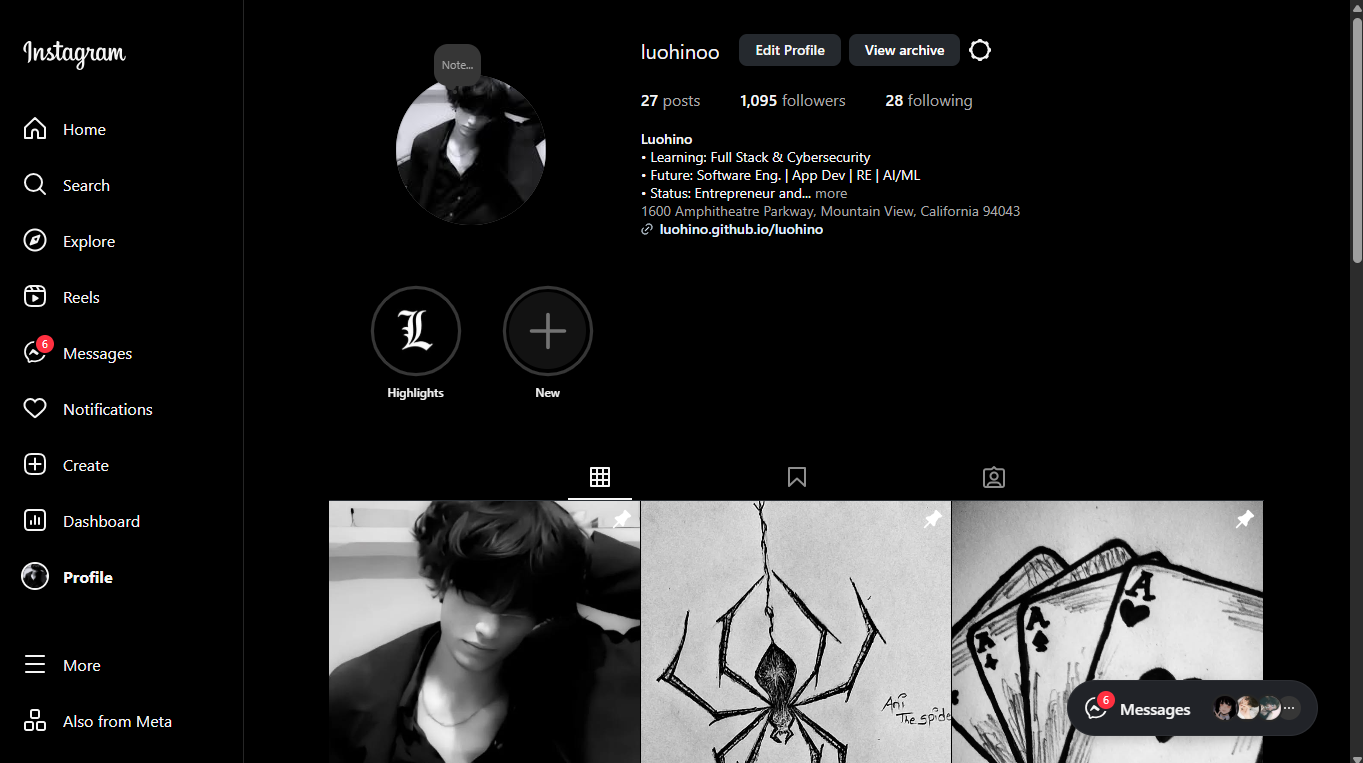 Instagram
Home
Search
Explore
Reels
6
Messages
Notifications
Create
Dashboard
Profile
More
Also from Meta
Note...
luohinoo
Edit Profile
View archive
27 posts
1,095 followers
28 following
Luohino
• Learning: Full Stack & Cybersecurity
• Future: Software Eng. | App Dev | RE | AI/ML
• Status: Entrepreneur and... more
1600 Amphitheatre Parkway, Mountain View, California 94043
luohino.github.io/luohino
L
Highlights
New
Ani
The spide
A
A
A
6
Messages